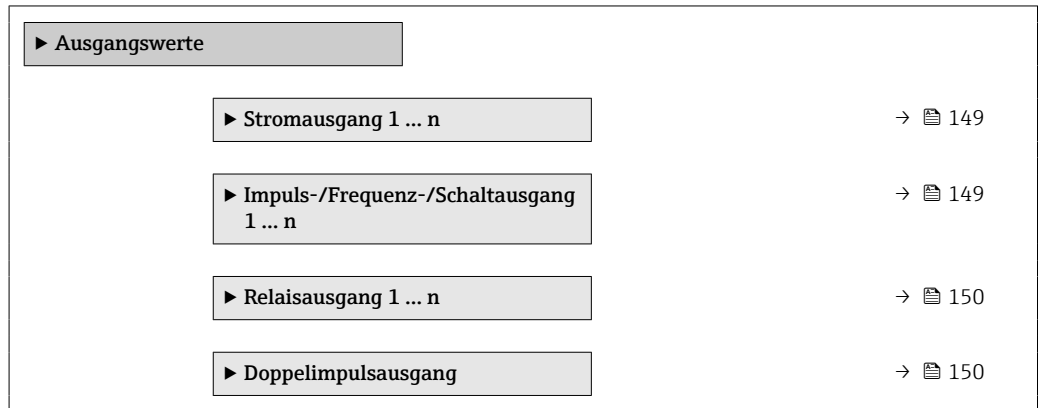 ► Ausgangswerte
► Stromausgang 1 ... n → 149
► Impuls-/Frequenz-/Schaltausgang
1 ... n → 149
► Relaisausgang 1 ... n → 150
► Doppelimpulsausgang → 150